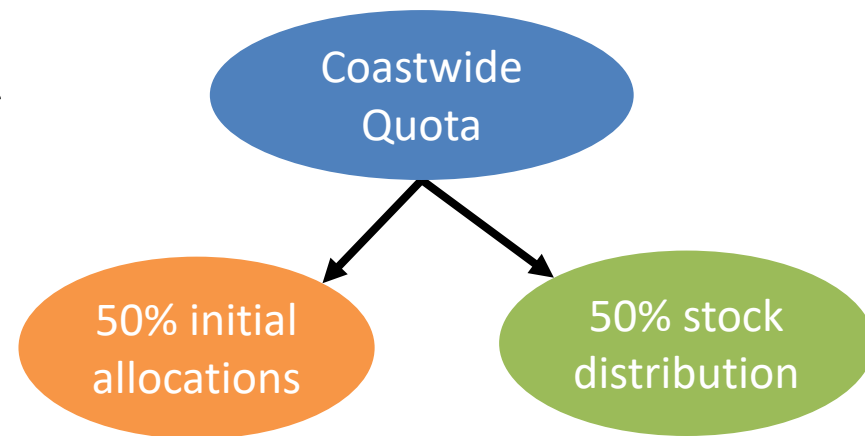 Coastwide
Quota
50% initial
allocations
50% stock
distribution